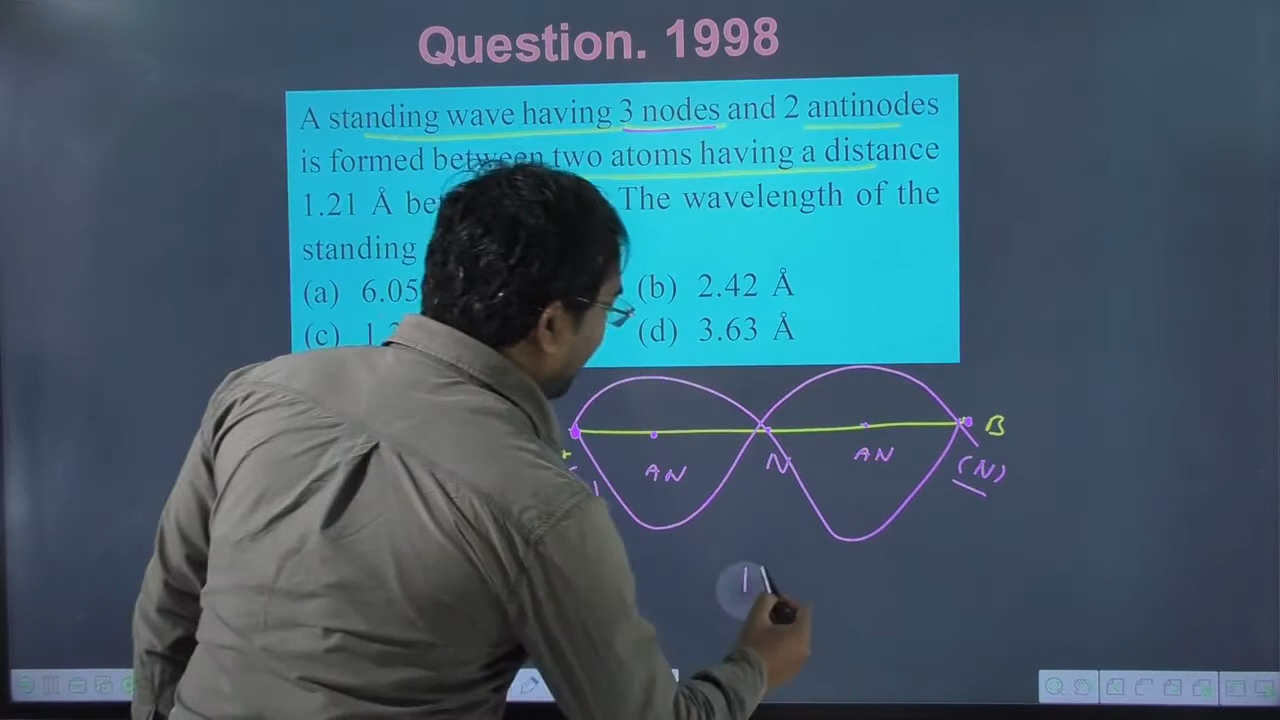 Question. 1998
A standing wave having 3 nodes and 2 antinodes
is formed between two atoms having a distance
1.21 Å The wavelength of the
standing
(a) 6.05 (b) 2.42 Å
(c) (d) 3.63 Å
B
AN N AN (N)
1